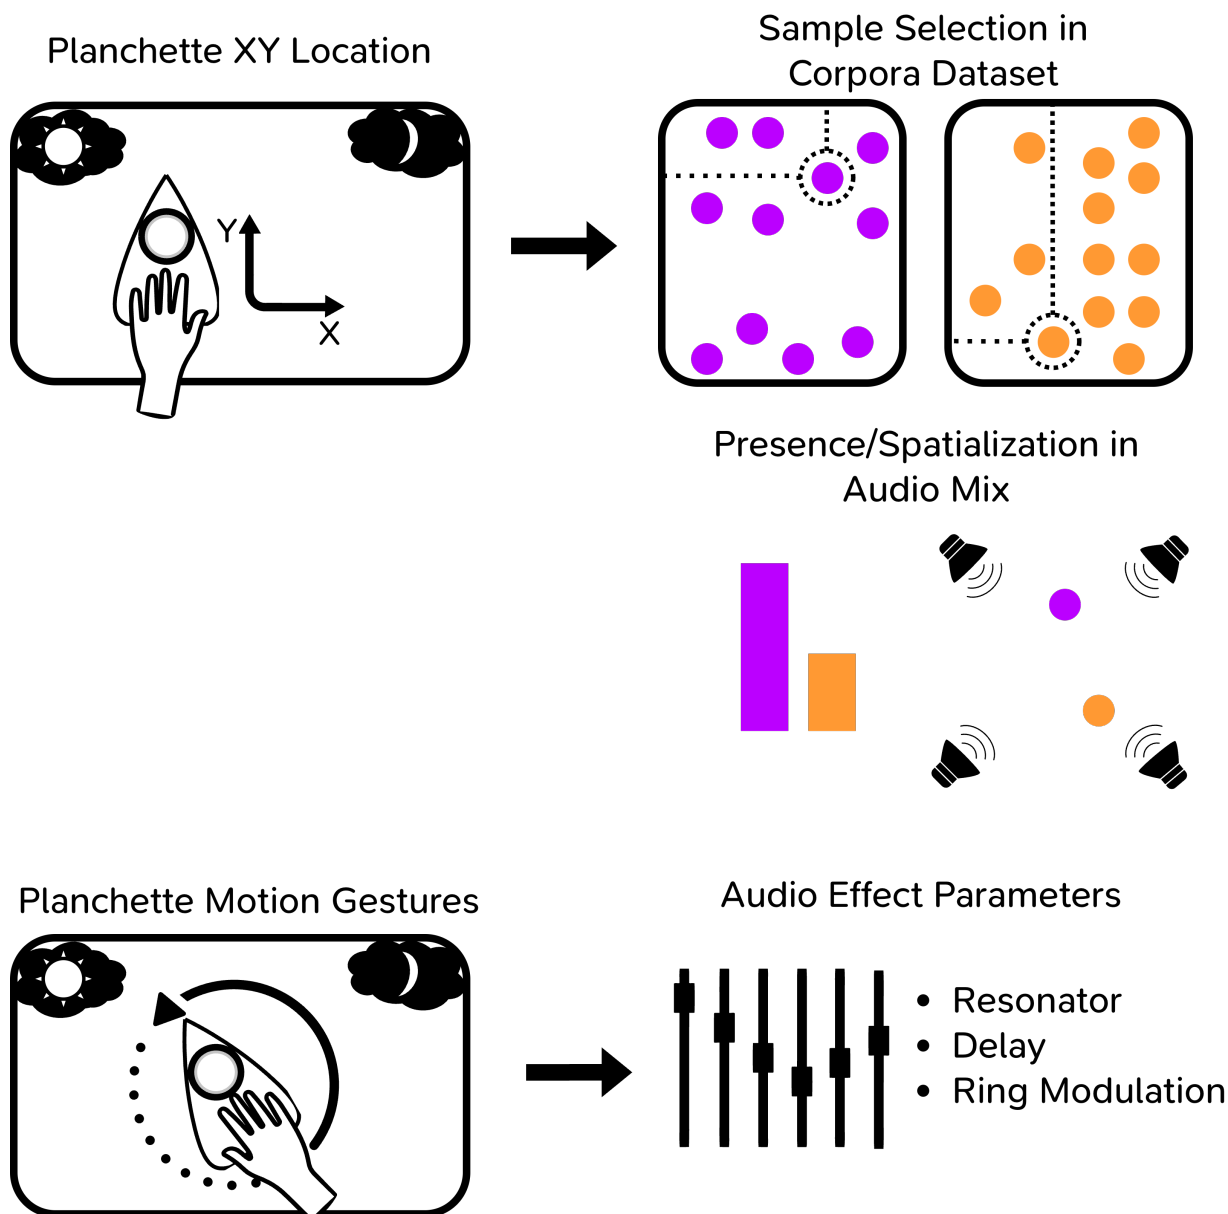 Planchette XY Location
Sample Selection in
Corpora Dataset
Y
X
Presence/Spatialization in
Audio Mix
Planchette Motion Gestures
Audio Effect Parameters
• Resonator
• Delay
• Ring Modulation